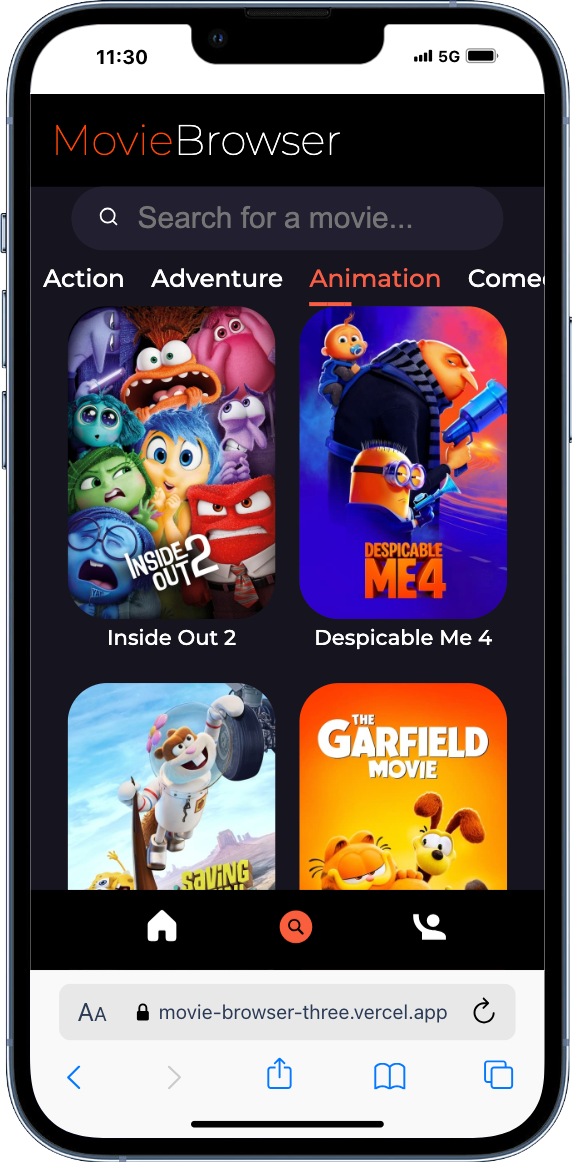 11:30 5G
MovieBrowser
Search for a movie...
Action Adventure Animation Come
INSIDE OUT 2
DESPICABLE
ME 4
Inside Out 2 Despicable Me 4
THE
GARFIELD
MOVIE
SAVING
AA movie-browser-three.vercel.app